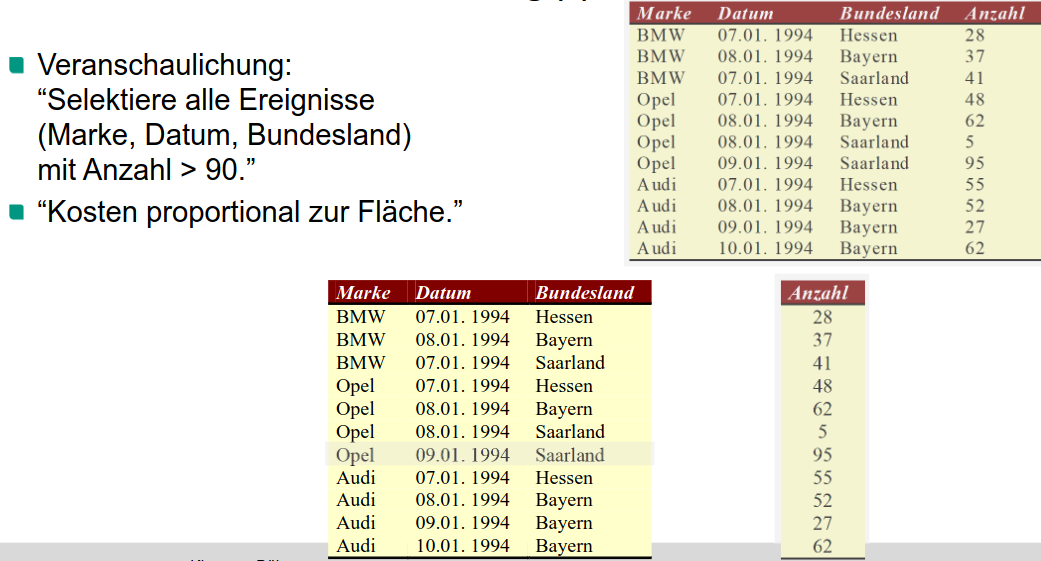 Veranschaulichung:
“Selektiere alle Ereignisse
(Marke, Datum, Bundesland)
mit Anzahl > 90.”
“Kosten proportional zur Fläche.”
Marke Datum Bundesland Anzahl
BMW 07.01. 1994 Hessen 28
BMW 08.01. 1994 Bayern 37
BMW 07.01. 1994 Saarland 41
Opel 07.01. 1994 Hessen 48
Opel 08.01. 1994 Bayern 62
Opel 08.01. 1994 Saarland 5
Opel 09.01. 1994 Saarland 95
Audi 07.01. 1994 Hessen 55
Audi 08.01. 1994 Bayern 52
Audi 09.01. 1994 Bayern 27
Audi 10.01. 1994 Bayern 62
Marke Datum Bundesland
BMW 07.01. 1994 Hessen
BMW 08.01. 1994 Bayern
BMW 07.01. 1994 Saarland
Opel 07.01. 1994 Hessen
Opel 08.01. 1994 Bayern
Opel 08.01. 1994 Saarland
Opel 09.01. 1994 Saarland
Audi 07.01. 1994 Hessen
Audi 08.01. 1994 Bayern
Audi 09.01. 1994 Bayern
Audi 10.01. 1994 Bayern
Anzahl
28
37
41
48
62
5
95
55
52
27
62